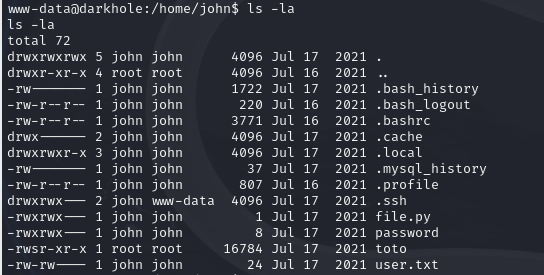 www-data@darkhole:/home/john$ ls -la
ls -la
total 72
drwxrwxrwx 5 john john      4096 Jul 17  2021 .
drwxr-xr-x 4 root root      4096 Jul 16  2021 ..
-rw------- 1 john john      1722 Jul 17  2021 .bash_history
-rw-r--r-- 1 john john       220 Jul 16  2021 .bash_logout
-rw-r--r-- 1 john john      3771 Jul 16  2021 .bashrc
drwx------ 2 john john      4096 Jul 17  2021 .cache
drwxrwxr-x 3 john john      4096 Jul 17  2021 .local
-rw------- 1 john john        37 Jul 17  2021 .mysql_history
-rw-r--r-- 1 john john       807 Jul 16  2021 .profile
drwxrwx--- 2 john www-data  4096 Jul 17  2021 .ssh
-rwxrwx--- 1 john john         1 Jul 17  2021 file.py
-rwxrwx--- 1 john john         8 Jul 17  2021 password
-rwsr-xr-x 1 root root     16784 Jul 17  2021 toto
-rw-rw---- 1 john john        24 Jul 17  2021 user.txt